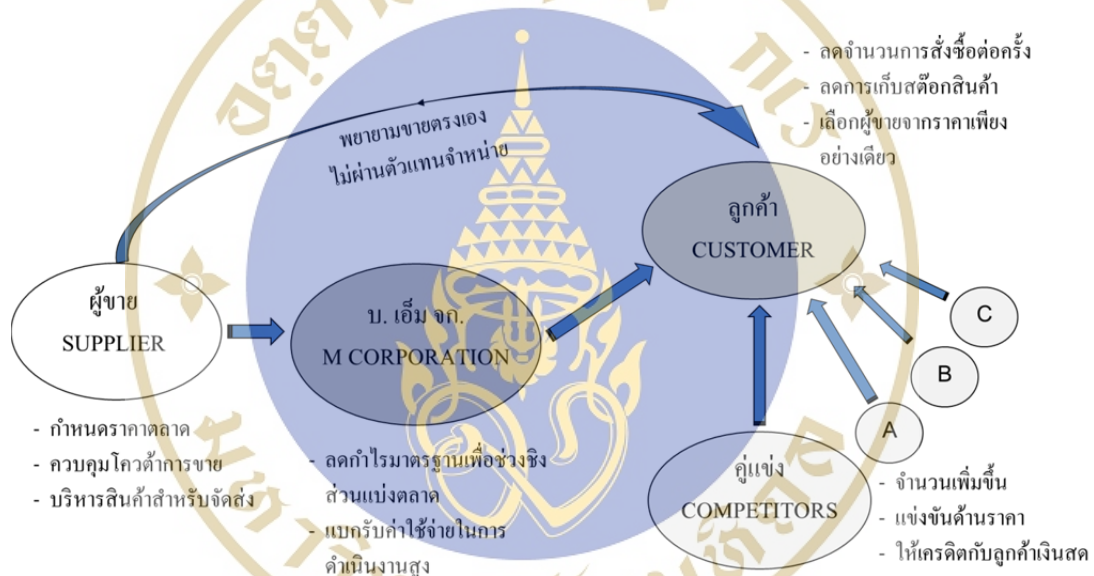 - ลดจำนวนการสั่งซื้อต่อครั้ง
- ลดการเก็บสต๊อกสินค้า
- เลือกผู้ขายจากราคาเพียง
อย่างเดียว
พยายามขายตรงเอง
ไม่ผ่านตัวแทนจำหน่าย
ลูกค้า
CUSTOMER
ผู้ขาย
SUPPLIER
บ. เอ็ม จก.
M CORPORATION
C
B
A
- กำหนดราคาตลาด
- ควบคุมโควต้าการขาย
- บริหารสินค้าสำหรับจัดส่ง
- ลดกำไรมาตรฐานเพื่อช่วงชิง
ส่วนแบ่งตลาด
- แบกรับค่าใช้จ่ายในการ
ดำเนินงานสูง
คู่แข่ง
COMPETITORS
- จำนวนเพิ่มขึ้น
- แข่งขันด้านราคา
- ให้เครดิตกับลูกค้าเงินสด